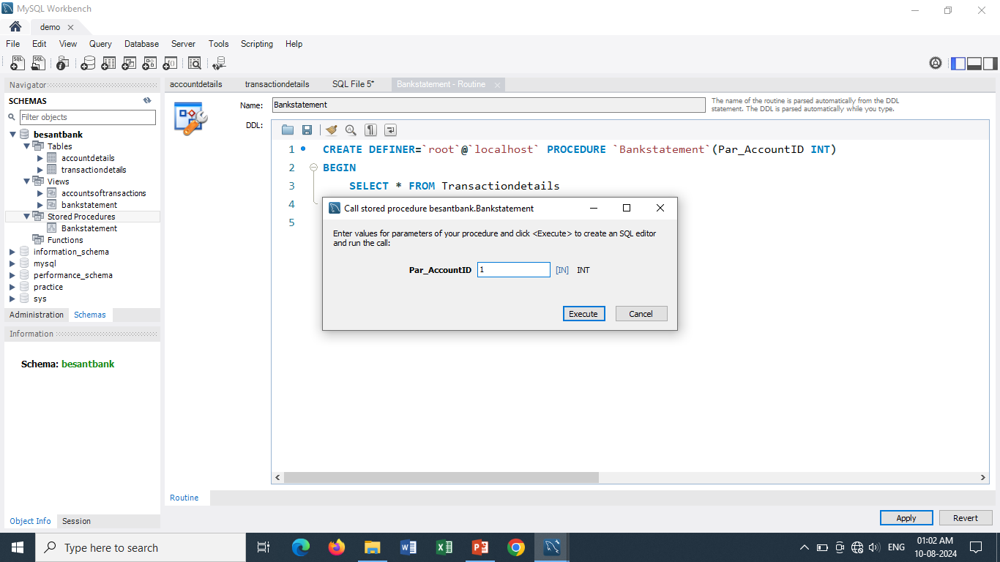 MySQL Workbench
demo
File Edit View Query Database Server Tools Scripting Help
Navigator
SCHEMAS
Filter objects
besantbank
Tables
accountdetails
transactiondetails
Views
accountsoftransactions
bankstatement
Stored Procedures
Bankstatement
Functions
information_schema
mysql
performance_schema
practice
sys
Administration Schemas
Information
Schema: besantbank
Object Info Session
accountdetails transactiondetails SQL File 5* Bankstatement - Routine
Name: Bankstatement
The name of the routine is parsed automatically from the DDL
statement. The DDL is parsed automatically while you type.
DDL:
1 CREATE DEFINER=`root`@`localhost` PROCEDURE `Bankstatement`(Par_AccountID INT)
2 BEGIN
3 SELECT * FROM Transactiondetails
4
5
Call stored procedure besantbank.Bankstatement
Enter values for parameters of your procedure and click <Execute> to create an SQL editor
and run the call:
Par_AccountID 1 [IN] INT
Execute Cancel
Routine
Apply Revert
Type here to search
ENG
01:02 AM
10-08-2024